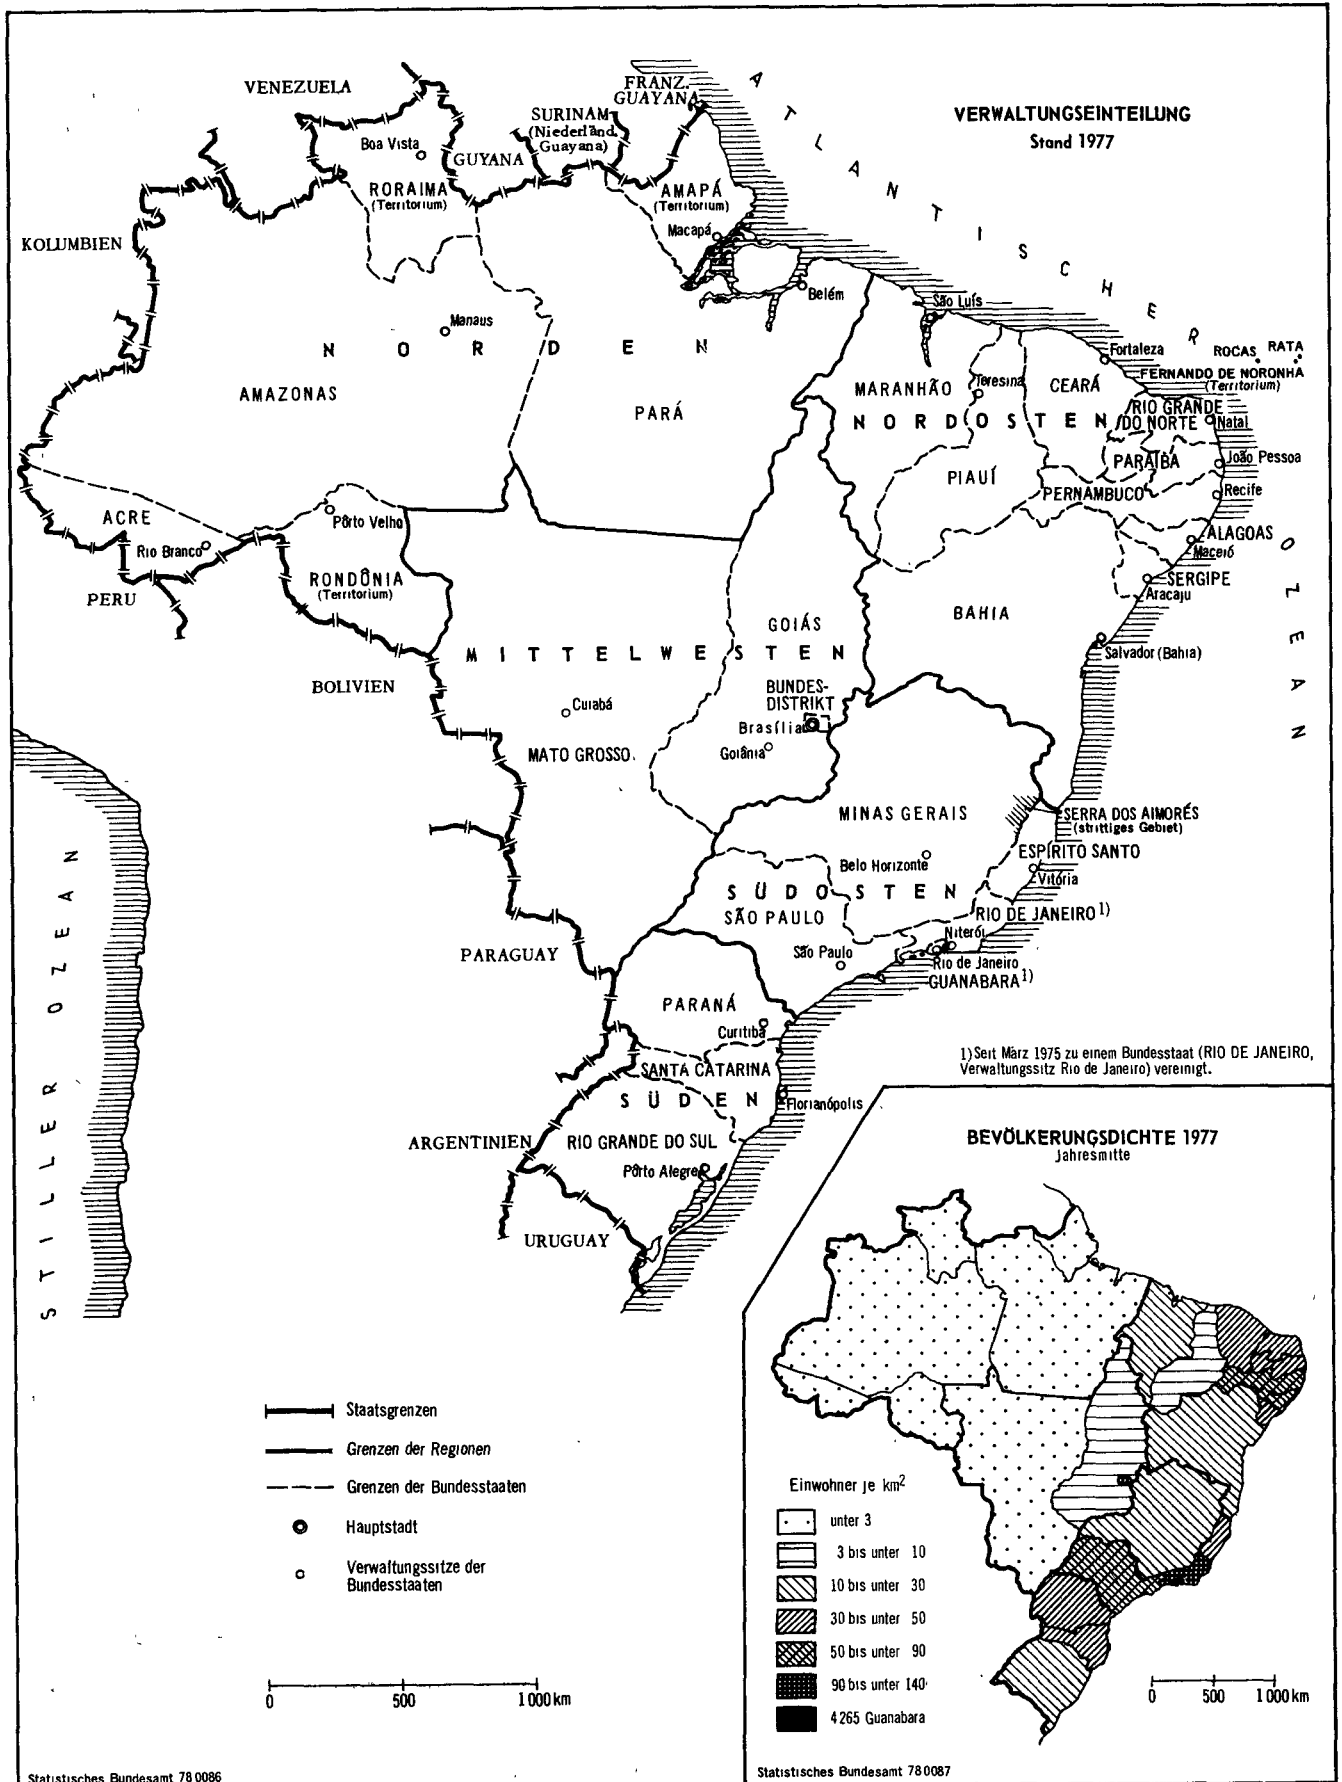 VERWALTUNGSEINTEILUNG
Stand 1977
VENEZUELA
FRANZ.
GUAYANA
SURINAM
(Niederländ.
Guayana)
GUYANA
KOLUMBIEN
Boa Vista
RORAIMA
(Territorium)
AMAPÁ
(Territorium)
Macapá
ATLANTISCHER
OZEAN
Belém
São Luís
Manaus
NORDEN
AMAZONAS
PARÁ
Fortaleza
ROCAS
RATA
FERNANDO DE NORONHA
(Territorium)
MARANHÃO
Teresina
CEARÁ
NORDOSTEN
RIO GRANDE
DO NORTE
Natal
PARAÍBA
João Pessoa
PIAUÍ
PERNAMBUCO
Recife
ACRE
Rio Branco
Pôrto Velho
ALAGOAS
Maceió
PERU
RONDÔNIA
(Territorium)
SERGIPE
Aracaju
BAHIA
GOIÁS
MITTELWESTEN
Salvador (Bahia)
BOLIVIEN
Cuiabá
BUNDES-
DISTRIKT
Brasília
Goiânia
MATO GROSSO
MINAS GERAIS
SERRA DOS AIMORÉS
(strittiges Gebiet)
ESPÍRITO SANTO
Belo Horizonte
Vitória
SÜDOSTEN
SÃO PAULO
RIO DE JANEIRO 1)
Niterói
São Paulo
Rio de Janeiro
GUANABARA 1)
PARAGUAY
STILLER OZEAN
PARANÁ
Curitiba
1) Seit März 1975 zu einem Bundesstaat (RIO DE JANEIRO,
Verwaltungssitz Rio de Janeiro) vereinigt.
SANTA CATARINA
SÜDEN
Florianópolis
ARGENTINIEN
RIO GRANDE DO SUL
Pôrto Alegre
URUGUAY
Staatsgrenzen
Grenzen der Regionen
Grenzen der Bundesstaaten
Hauptstadt
Verwaltungssitze der
Bundesstaaten
0 500 1000 km
Statistisches Bundesamt 78 0086
BEVÖLKERUNGSDICHTE 1977
Jahresmitte
Einwohner je km²
unter 3
3 bis unter 10
10 bis unter 30
30 bis unter 50
50 bis unter 90
90 bis unter 140
4265 Guanabara
0 500 1000 km
Statistisches Bundesamt 78 0087